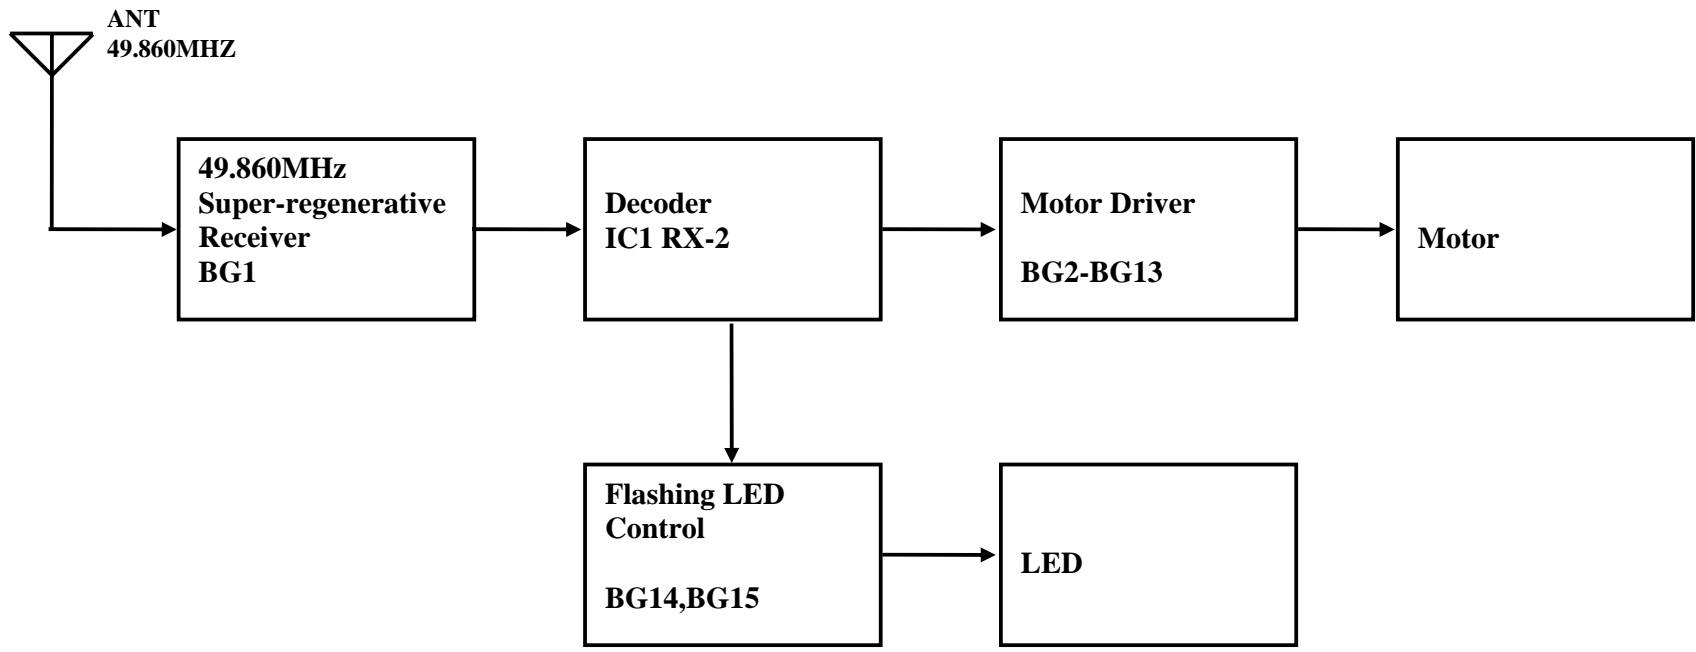 ANT
49.860MHZ
49.860MHz
Super-regenerative
Receiver
BG1
Decoder
IC1 RX-2
Motor Driver
BG2-BG13
Motor
Flashing LED
Control
BG14,BG15
LED